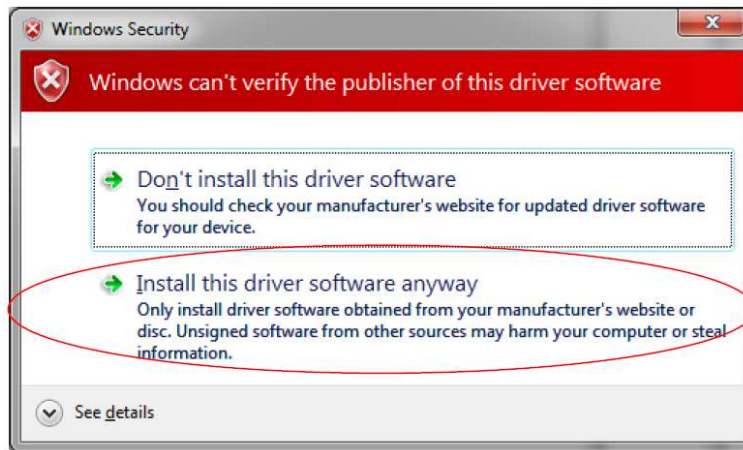 Windows Security
Windows can't verify the publisher of this driver software
Don't install this driver software
You should check your manufacturer's website for updated driver software
for your device.
Install this driver software anyway
Only install driver software obtained from your manufacturer's website or
disc. Unsigned software from other sources may harm your computer or steal
information.
See details